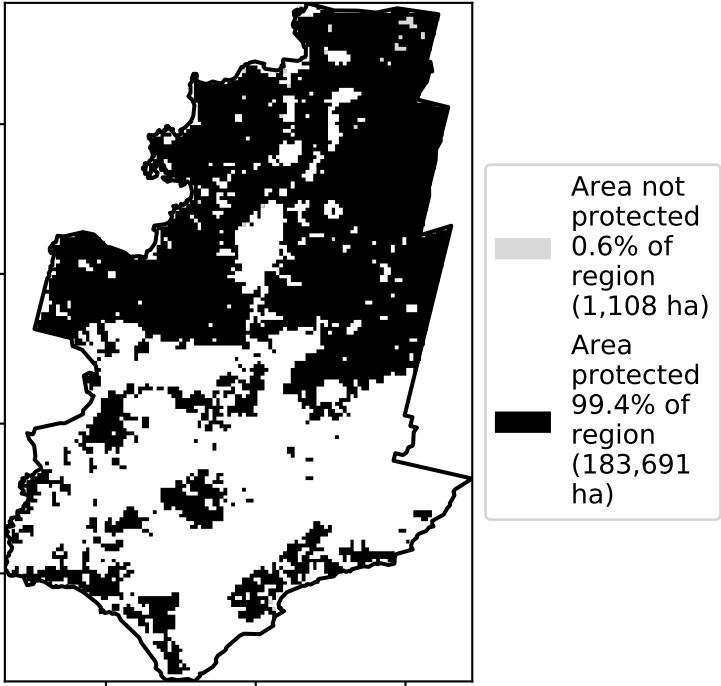 Area not
protected
0.6% of
region
(1,108 ha)
Area
protected
99.4% of
region
(183,691
ha)